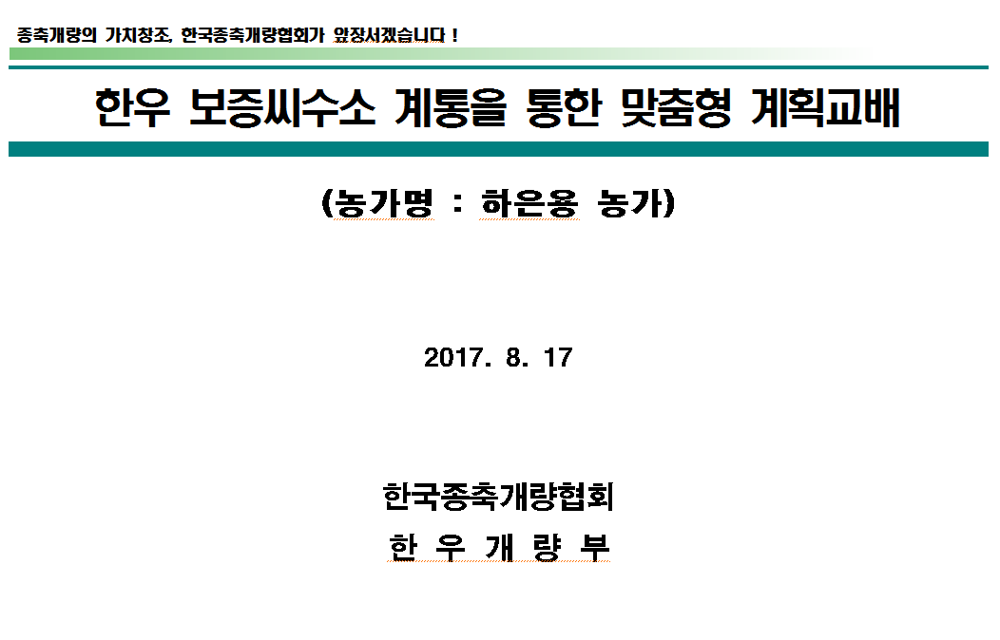 종축개량의 가치창조, 한국종축개량협회가 앞장서겠습니다 !
한우 보증씨수소 계통을 통한 맞춤형 계획교배
(농가명 : 하은용 농가)
2017. 8. 17
한국종축개량협회
한 우 개 량 부